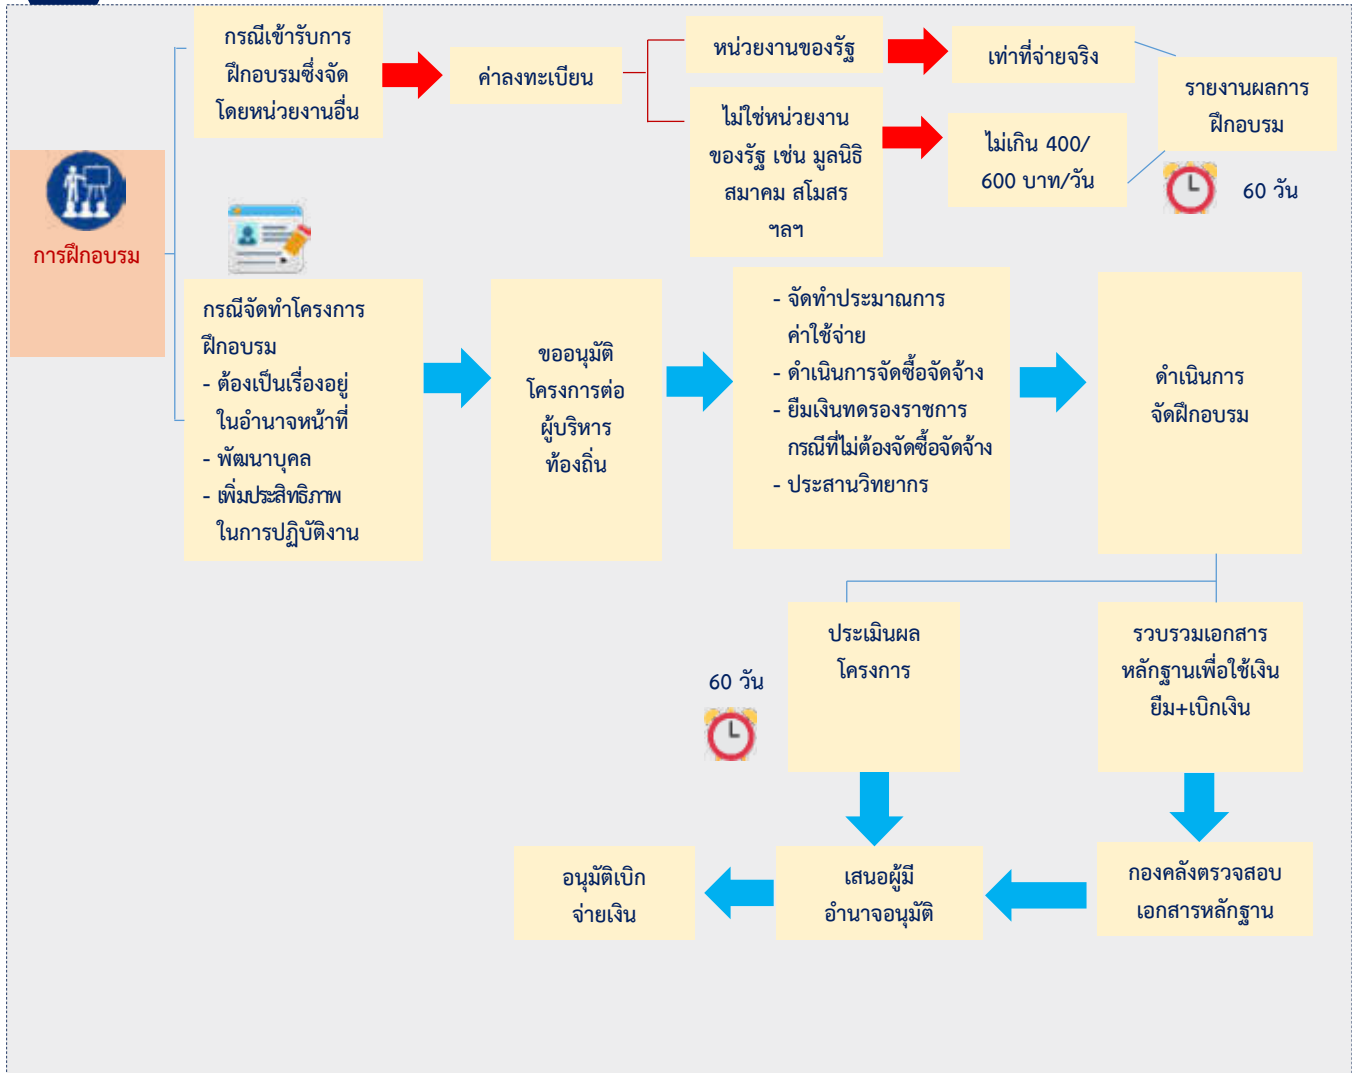 กรณีเข้ารับการ
ฝึกอบรมซึ่งจัด
โดยหน่วยงานอื่น
ค่าลงทะเบียน
หน่วยงานของรัฐ
เท่าที่จ่ายจริง
ไม่ใช่หน่วยงาน
ของรัฐ เช่น มูลนิธิ
สมาคม สโมสร
ฯลฯ
ไม่เกิน 400/
600 บาท/วัน
รายงานผลการ
ฝึกอบรม
60 วัน
การฝึกอบรม
กรณีจัดทำโครงการ
ฝึกอบรม
- ต้องเป็นเรื่องอยู่
ในอำนาจหน้าที่
- พัฒนาบุคล
- เพิ่มประสิทธิภาพ
ในการปฏิบัติงาน
ขออนุมัติ
โครงการต่อ
ผู้บริหาร
ท้องถิ่น
- จัดทำประมาณการ
ค่าใช้จ่าย
- ดำเนินการจัดซื้อจัดจ้าง
- ยืมเงินทดรองราชการ
กรณีที่ไม่ต้องจัดซื้อจัดจ้าง
- ประสานวิทยากร
ดำเนินการ
จัดฝึกอบรม
ประเมินผล
โครงการ
60 วัน
รวบรวมเอกสาร
หลักฐานเพื่อใช้เงิน
ยืม+เบิกเงิน
กองคลังตรวจสอบ
เอกสารหลักฐาน
เสนอผู้มี
อำนาจอนุมัติ
อนุมัติเบิก
จ่ายเงิน